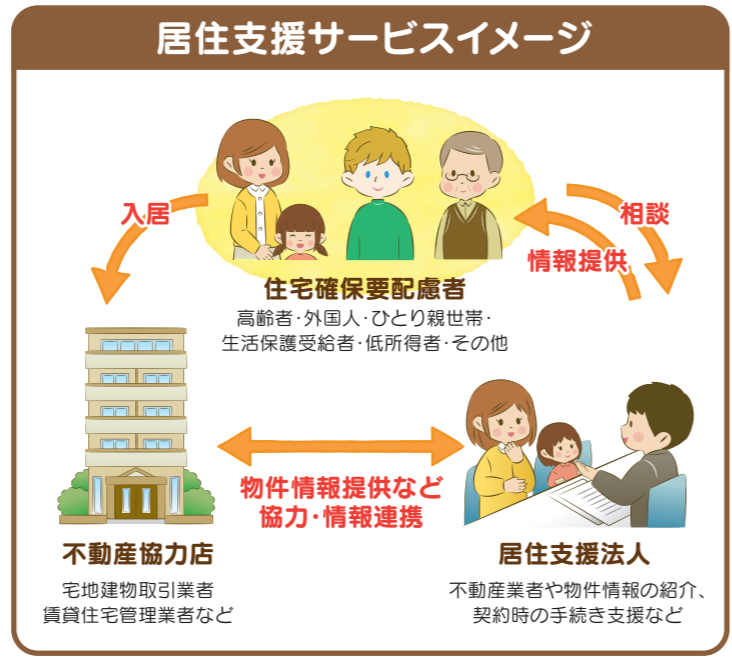 居住支援サービスイメージ
入居
相談
情報提供
住宅確保要配慮者
高齢者・外国人・ひとり親世帯・
生活保護受給者・低所得者・その他
物件情報提供など
協力・情報連携
不動産協力店
宅地建物取引業者
賃貸住宅管理業者など
居住支援法人
不動産業者や物件情報の紹介、
契約時の手続き支援など